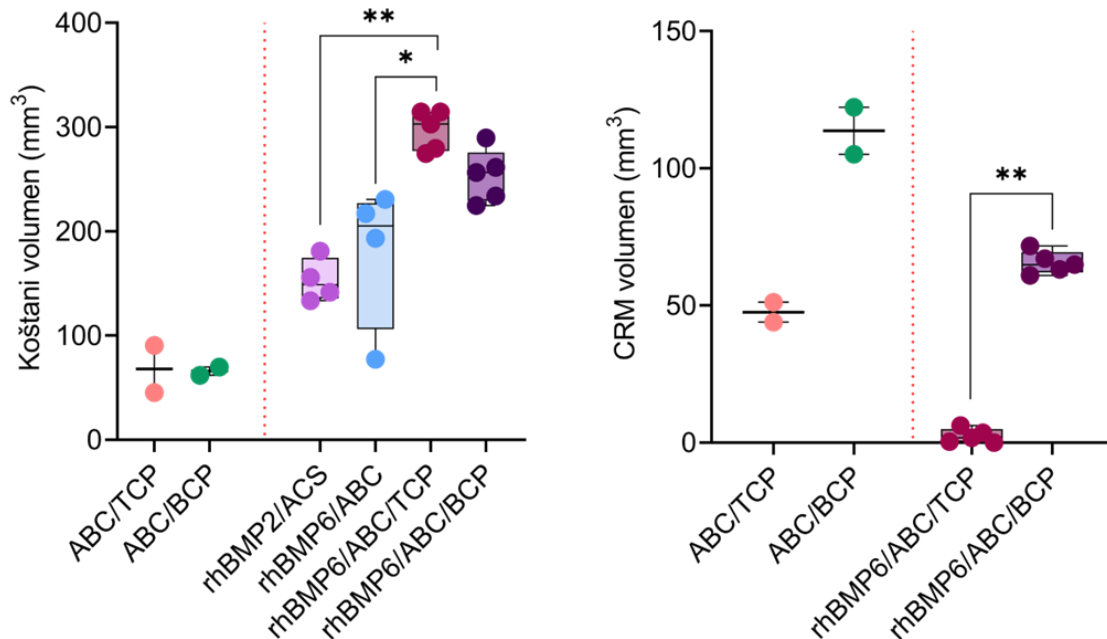 Koštani volumen (mm³)
400
300
200
100
0
**
*
ABC/TCP
ABC/BCP
rhBMP2/ACS
rhBMP6/ABC
rhBMP6/ABC/TCP
rhBMP6/ABC/BCP
CRM volumen (mm³)
150
100
50
0
**
ABC/TCP
ABC/BCP
rhBMP6/ABC/TCP
rhBMP6/ABC/BCP